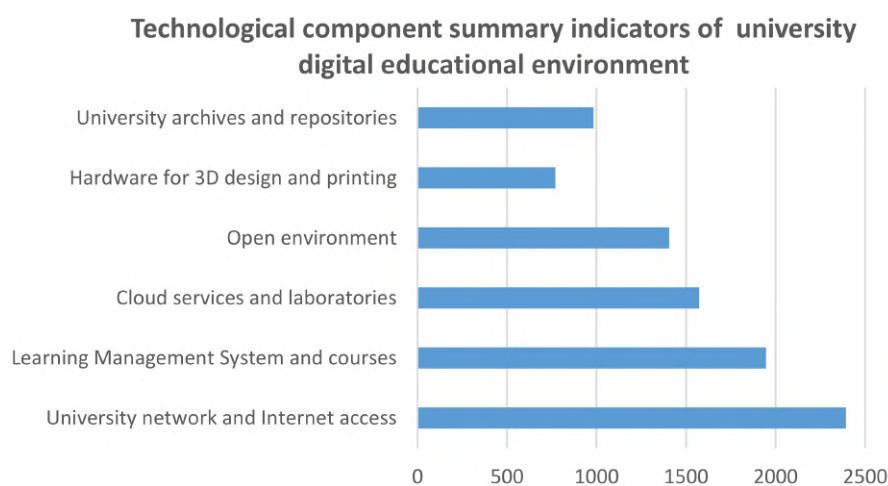 Technological component summary indicators of university
digital educational environment
University archives and repositories
Hardware for 3D design and printing
Open environment
Cloud services and laboratories
Learning Management System and courses
University network and Internet access
0 500 1000 1500 2000 2500